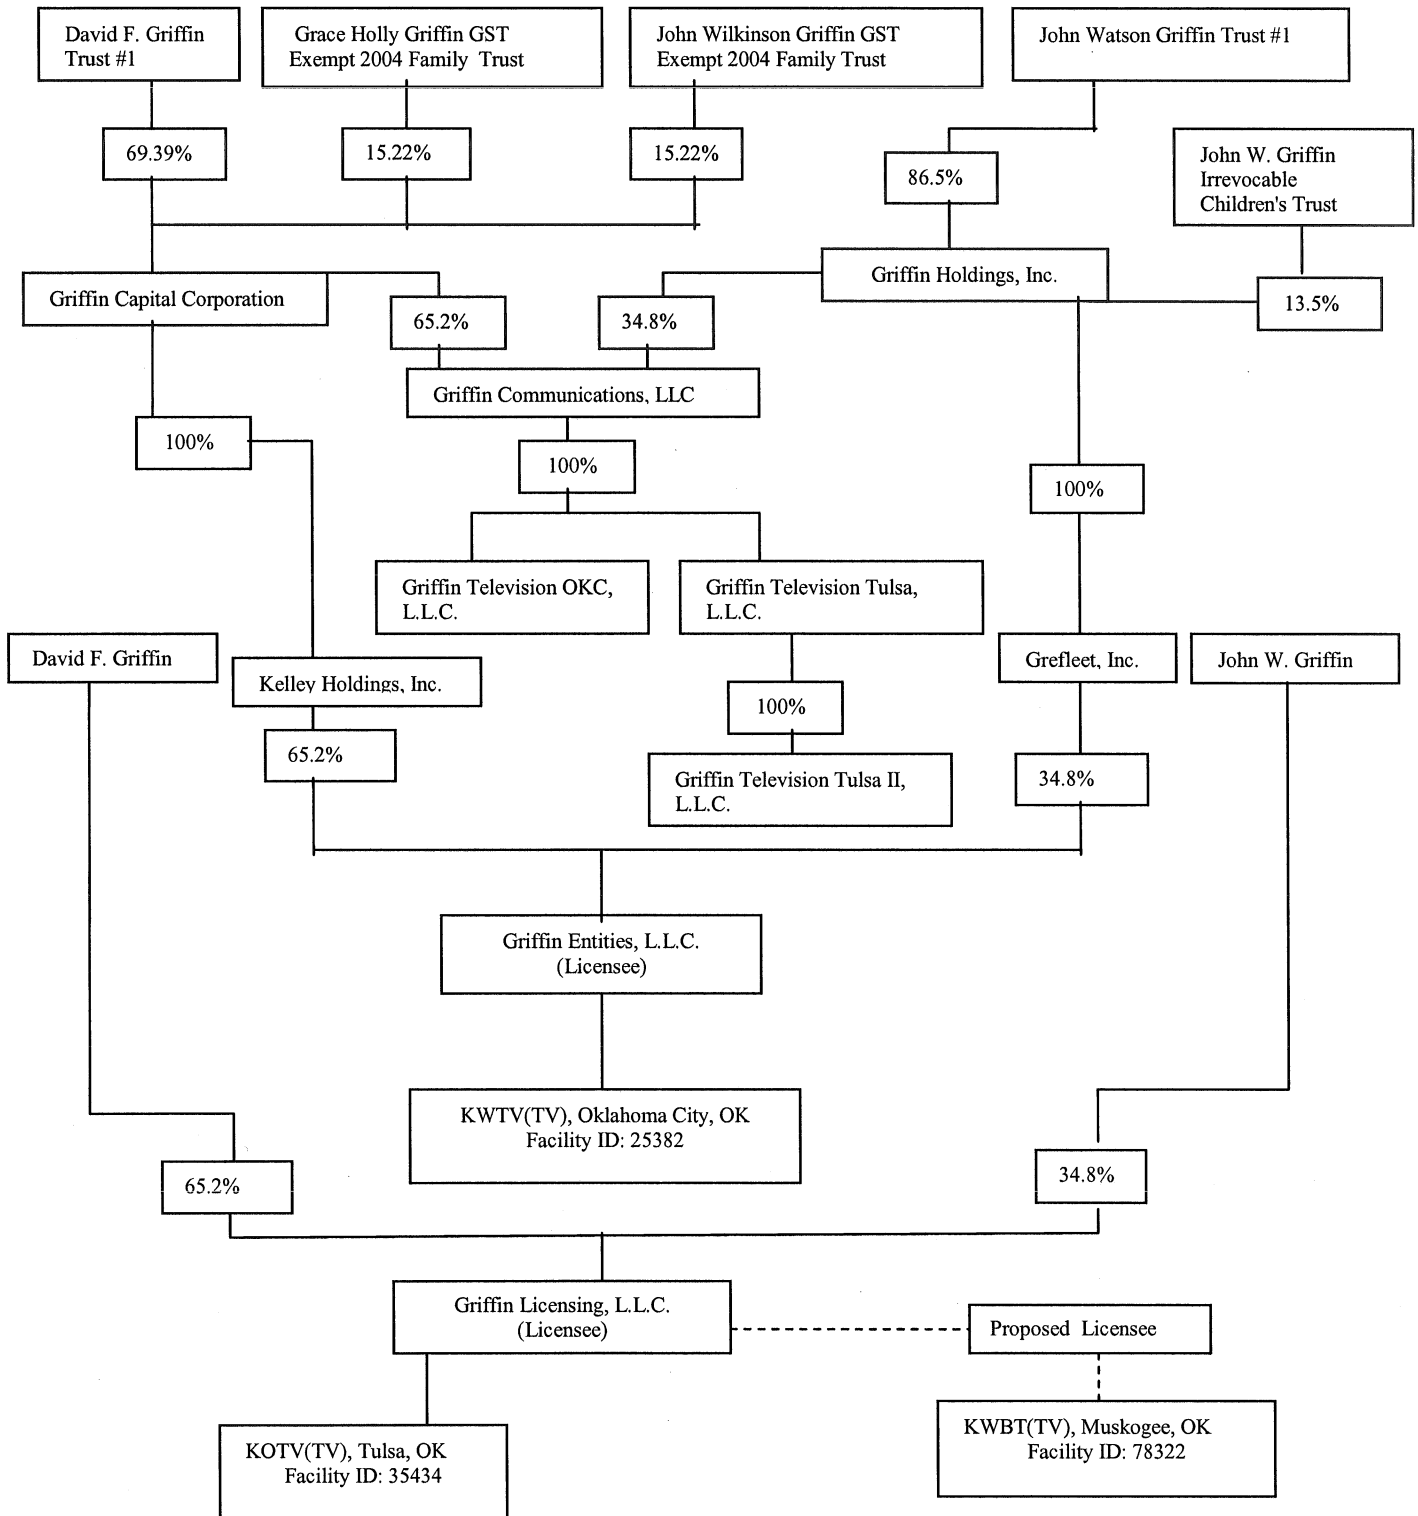 David F. Griffin
Trust #1
Grace Holly Griffin GST
Exempt 2004 Family Trust
John Wilkinson Griffin GST
Exempt 2004 Family Trust
John Watson Griffin Trust #1
69.39%
15.22%
15.22%
86.5%
John W. Griffin
Irrevocable
Children's Trust
Griffin Capital Corporation
65.2%
34.8%
Griffin Holdings, Inc.
13.5%
Griffin Communications, LLC
100%
100%
100%
Griffin Television OKC,
L.L.C.
Griffin Television Tulsa,
L.L.C.
David F. Griffin
Kelley Holdings, Inc.
Grefleet, Inc.
John W. Griffin
65.2%
100%
34.8%
Griffin Television Tulsa II,
L.L.C.
Griffin Entities, L.L.C.
(Licensee)
KWTV(TV), Oklahoma City, OK
Facility ID: 25382
65.2%
34.8%
Griffin Licensing, L.L.C.
(Licensee)
Proposed Licensee
KOTV(TV), Tulsa, OK
Facility ID: 35434
KWBT(TV), Muskogee, OK
Facility ID: 78322